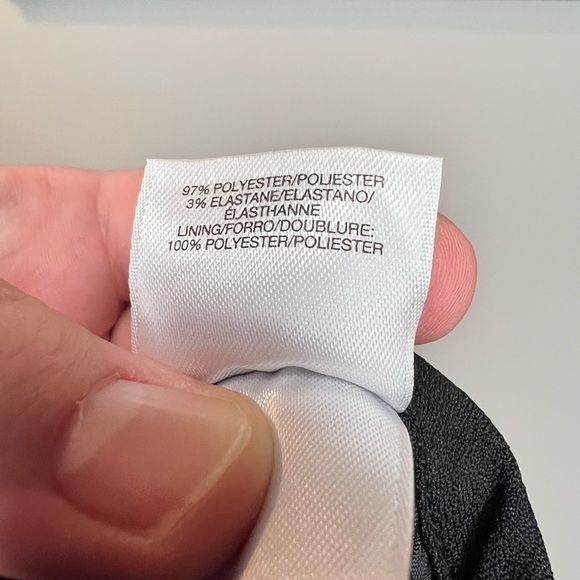 97% POLYESTER/POLIESTER
3% ELASTANE/ELASTANO/
ÉLASTHANNE
LINING/FORRO/DOUBLURE:
100% POLYESTER/POLIESTER